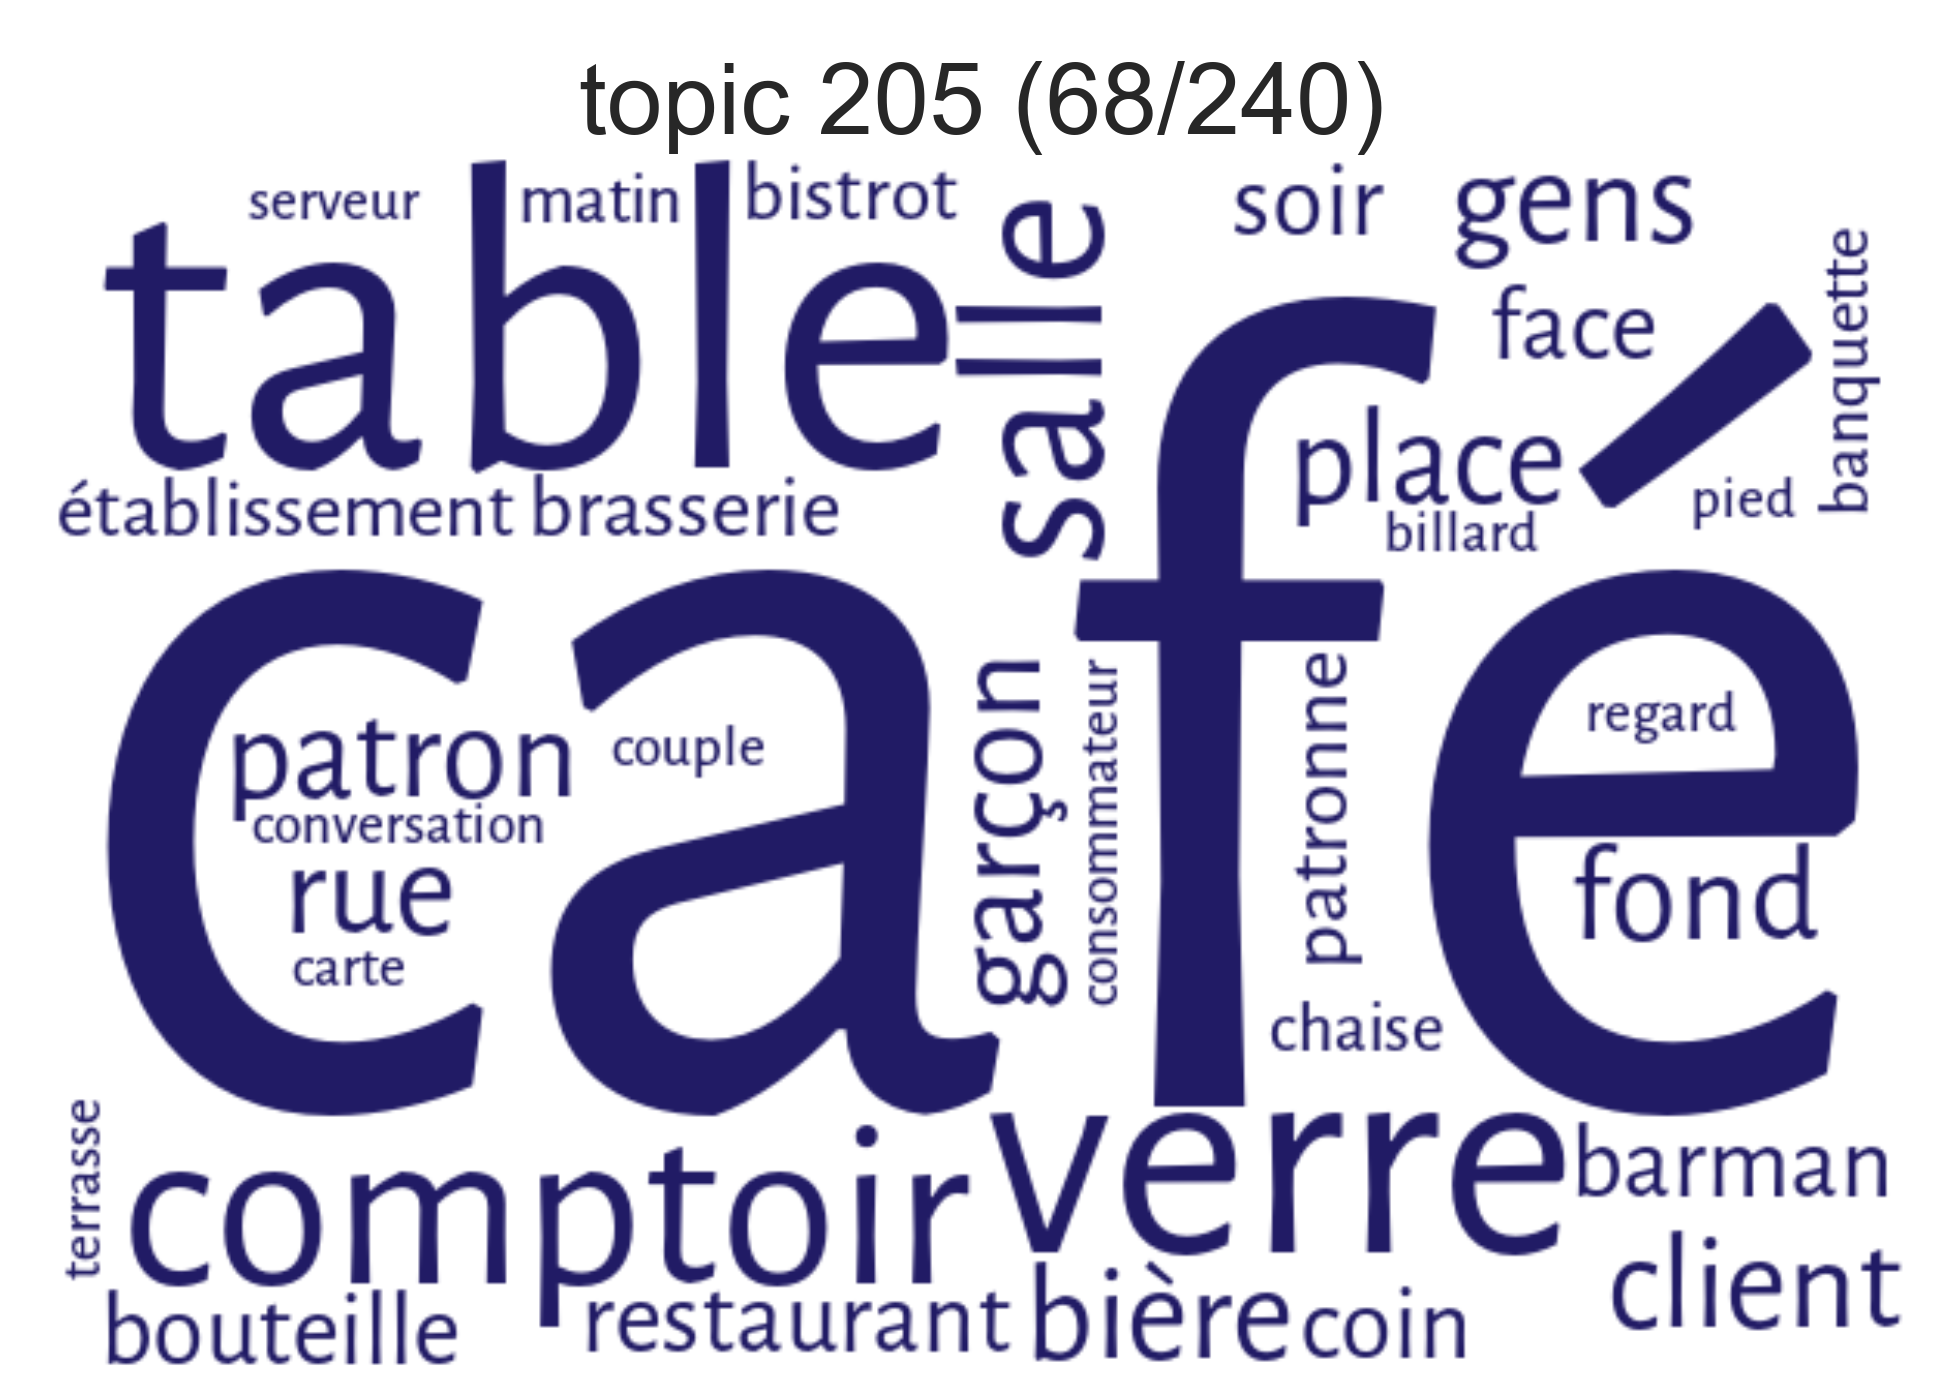 topic 205 (68/240)
serveur
matin
bistrot
soir
gens
table
salle
face
banquette
place
pied
billard
établissement
brasserie
café
patron
couple
conversation
rue
carte
garçon
consommateur
patronne
regard
fond
chaise
terrasse
comptoir
verre
barman
client
bouteille
restaurant
bière
coin